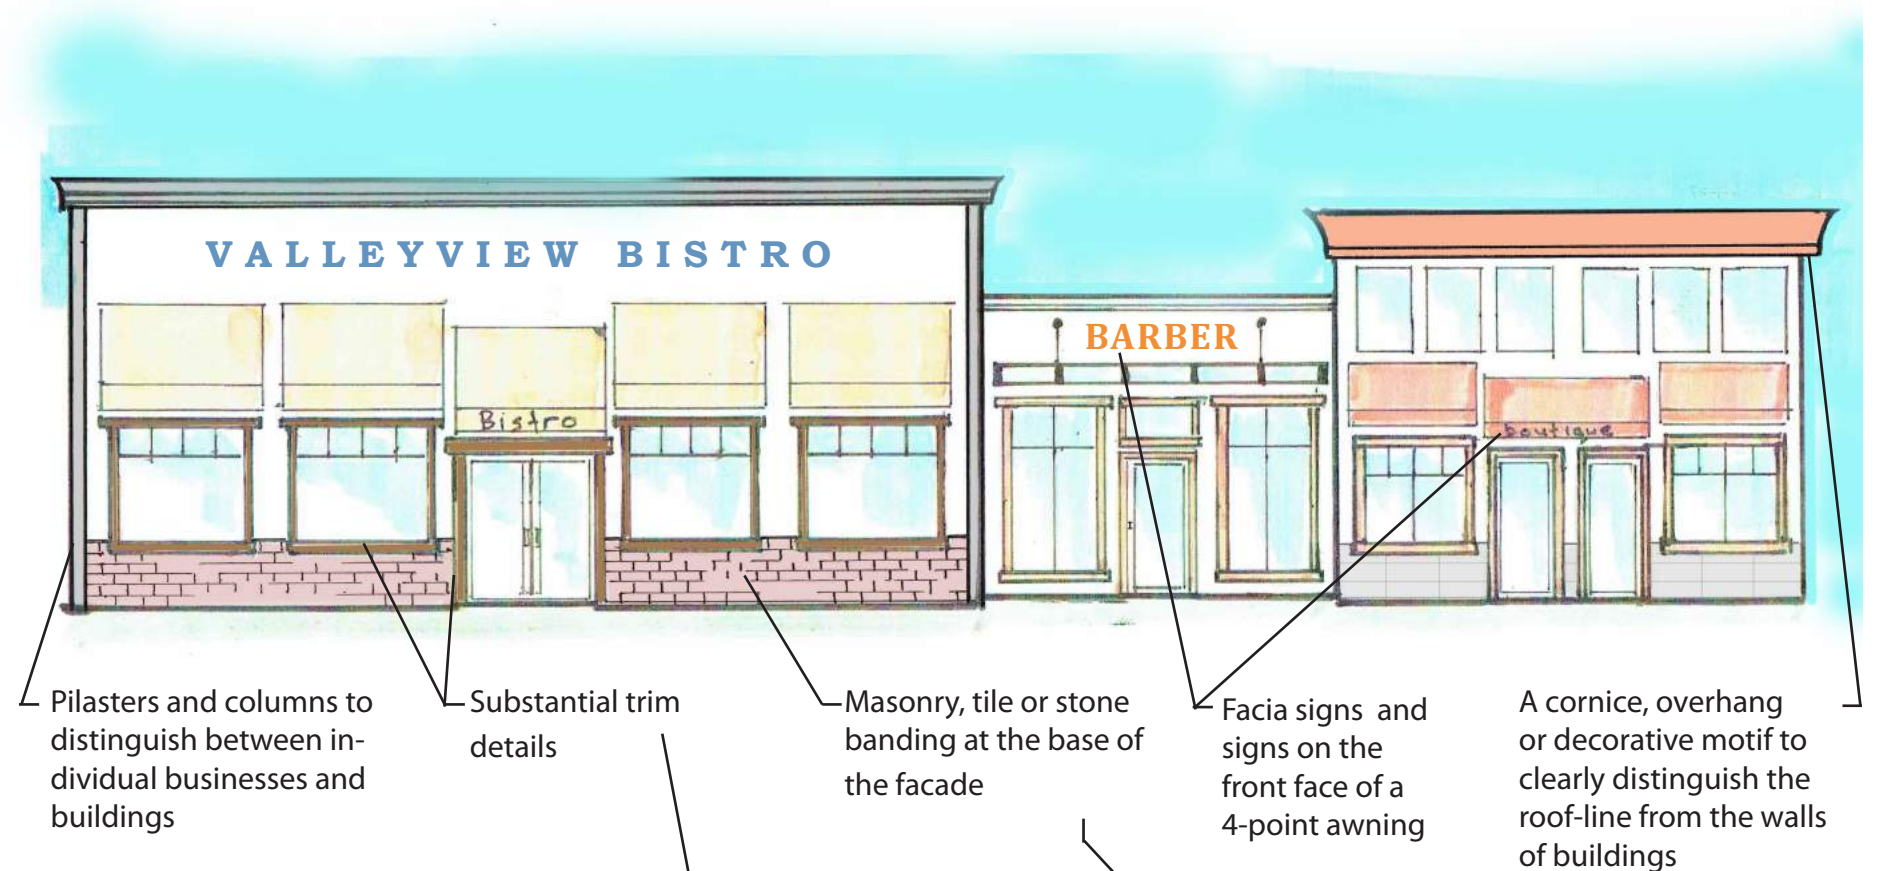 VALLEYVIEW BISTRO
BARBER
Bistro
boutique
Pilasters and columns to
distinguish between in-
dividual businesses and
buildings
Substantial trim
details
Masonry, tile or stone
banding at the base of
the facade
Facia signs and
signs on the
front face of a
4-point awning
A cornice, overhang
or decorative motif to
clearly distinguish the
roof-line from the walls
of buildings